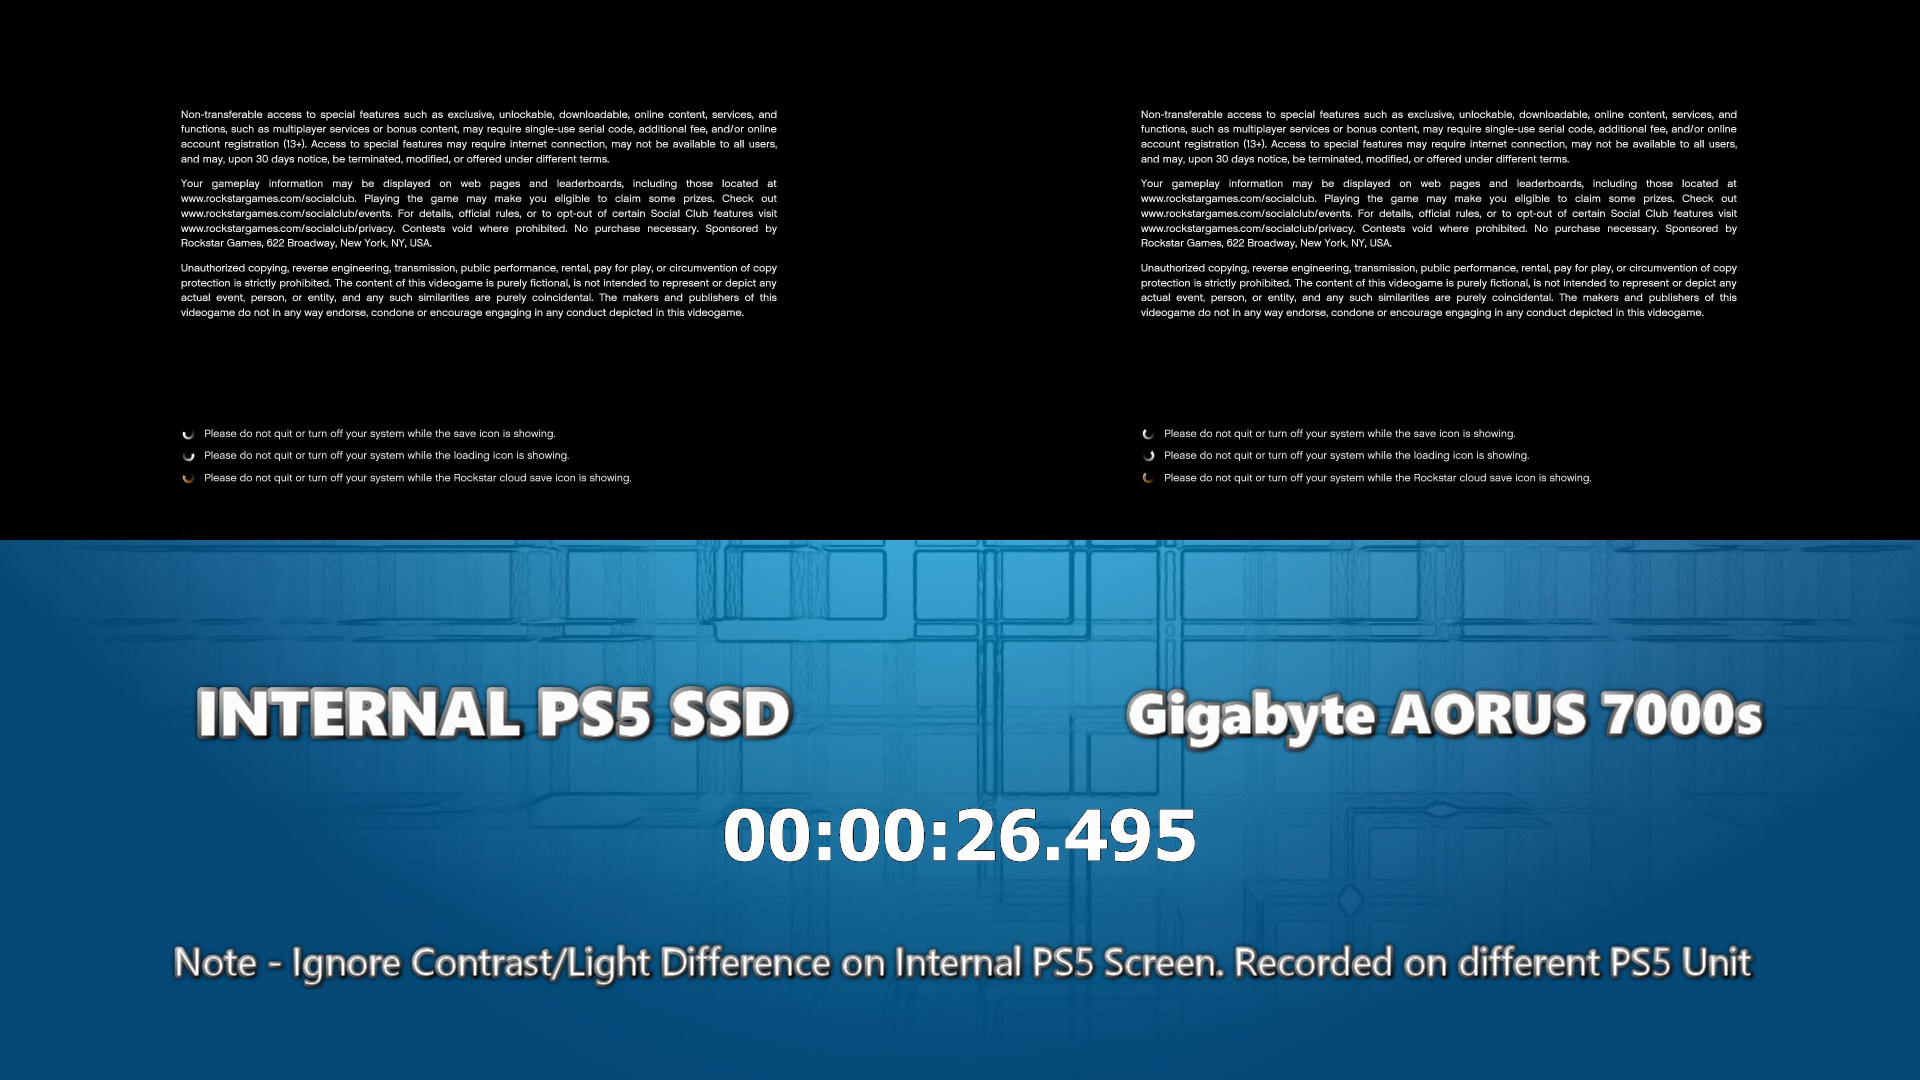 Non-transferable access to special features such as exclusive, unlockable, downloadable, online content, services, and
functions, such as multiplayer services or bonus content, may require single-use serial code, additional fee, and/or online
account registration (13+). Access to special features may require internet connection, may not be available to all users,
and may, upon 30 days notice, be terminated, modified, or offered under different terms.
Your gameplay information may be displayed on web pages and leaderboards, including those located at
www.rockstargames.com/socialclub. Playing the game may make you eligible to claim some prizes. Check out
www.rockstargames.com/socialclub/events. For details, official rules, or to opt-out of certain Social Club features visit
www.rockstargames.com/socialclub/privacy. Contests void where prohibited. No purchase necessary. Sponsored by
Rockstar Games, 622 Broadway, New York, NY, USA.
Unauthorized copying, reverse engineering, transmission, public performance, rental, pay for play, or circumvention of copy
protection is strictly prohibited. The content of this videogame is purely fictional, is not intended to represent or depict any
actual event, person, or entity, and any such similarities are purely coincidental. The makers and publishers of this
videogame do not in any way endorse, condone or encourage engaging in any conduct depicted in this videogame.
Please do not quit or turn off your system while the save icon is showing.
Please do not quit or turn off your system while the loading icon is showing.
Please do not quit or turn off your system while the Rockstar cloud save icon is showing.
Non-transferable access to special features such as exclusive, unlockable, downloadable, online content, services, and
functions, such as multiplayer services or bonus content, may require single-use serial code, additional fee, and/or online
account registration (13+). Access to special features may require internet connection, may not be available to all users,
and may, upon 30 days notice, be terminated, modified, or offered under different terms.
Your gameplay information may be displayed on web pages and leaderboards, including those located at
www.rockstargames.com/socialclub. Playing the game may make you eligible to claim some prizes. Check out
www.rockstargames.com/socialclub/events. For details, official rules, or to opt-out of certain Social Club features visit
www.rockstargames.com/socialclub/privacy. Contests void where prohibited. No purchase necessary. Sponsored by
Rockstar Games, 622 Broadway, New York, NY, USA.
Unauthorized copying, reverse engineering, transmission, public performance, rental, pay for play, or circumvention of copy
protection is strictly prohibited. The content of this videogame is purely fictional, is not intended to represent or depict any
actual event, person, or entity, and any such similarities are purely coincidental. The makers and publishers of this
videogame do not in any way endorse, condone or encourage engaging in any conduct depicted in this videogame.
Please do not quit or turn off your system while the save icon is showing.
Please do not quit or turn off your system while the loading icon is showing.
Please do not quit or turn off your system while the Rockstar cloud save icon is showing.
INTERNAL PS5 SSD
Gigabyte AORUS 7000s
00:00:26.495
Note - Ignore Contrast/Light Difference on Internal PS5 Screen. Recorded on different PS5 Unit